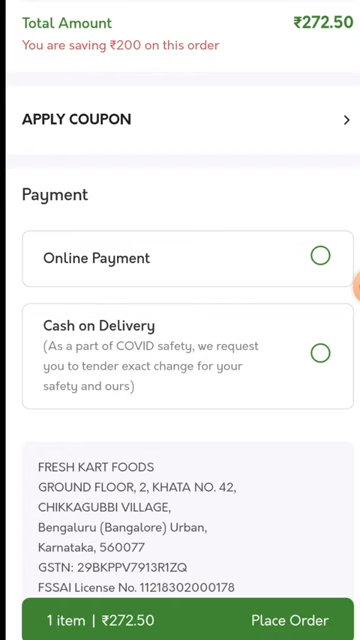 Total Amount ₹272.50
You are saving ₹200 on this order
APPLY COUPON
Payment
Online Payment
Cash on Delivery
(As a part of COVID safety, we request
you to tender exact change for your
safety and ours)
FRESH KART FOODS
GROUND FLOOR, 2, KHATA NO. 42,
CHIKKAGUBBI VILLAGE,
Bengaluru (Bangalore) Urban,
Karnataka, 560077
GSTN: 29BKPPV7913R1ZQ
FSSAI License No. 11218302000178
1 item | ₹272.50 Place Order